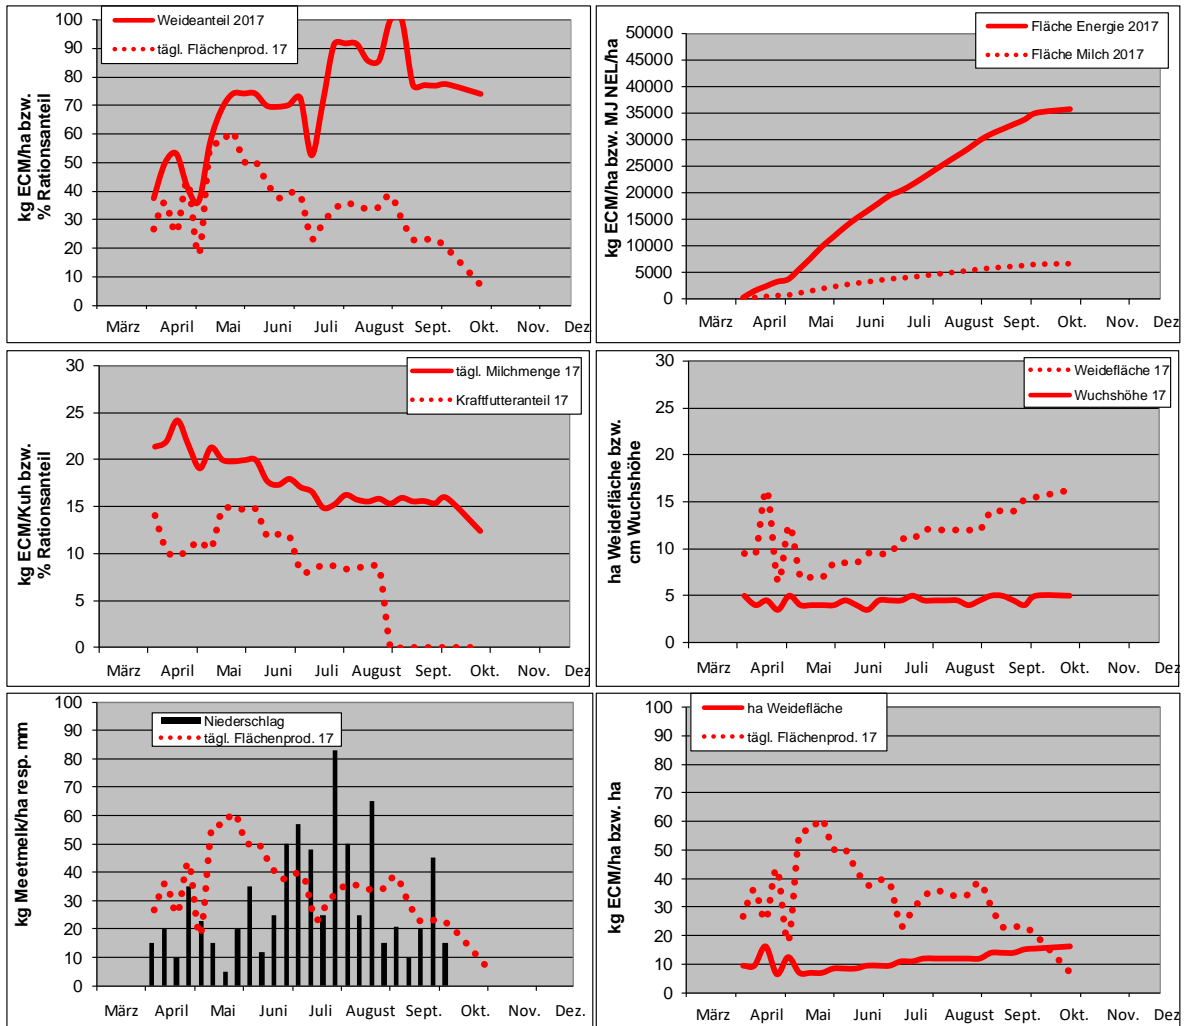 kg ECM/ha bzw.
% Rationsanteil
100
90
80
70
60
50
40
30
20
10
0
Weideanteil 2017
tägl. Flächenprod. 17
März April Mai Juni Juli August Sept. Okt. Nov. Dez
kg ECM/ha bzw. MJ NEL/ha
50000
45000
40000
35000
30000
25000
20000
15000
10000
5000
0
Fläche Energie 2017
Fläche Milch 2017
März April Mai Juni Juli August Sept. Okt. Nov. Dez
kg ECM/Kuh bzw.
% Rationsanteil
30
25
20
15
10
5
0
tägl. Milchmenge 17
Kraftfutteranteil 17
März April Mai Juni Juli August Sept. Okt. Nov. Dez
ha Weidefläche bzw.
cm Wuchshöhe
30
25
20
15
10
5
0
Weidefläche 17
Wuchshöhe 17
März April Mai Juni Juli August Sept. Okt. Nov. Dez
kg Meetmelk/ha resp. mm
100
90
80
70
60
50
40
30
20
10
0
Niederschlag
tägl. Flächenprod. 17
März April Mai Juni Juli August Sept. Okt. Nov. Dez.
kg ECM/ha bzw. ha
100
90
80
70
60
50
40
30
20
10
0
ha Weidefläche
tägl. Flächenprod. 17
März April Mai Juni Juli August Sept. Okt. Nov. Dez.